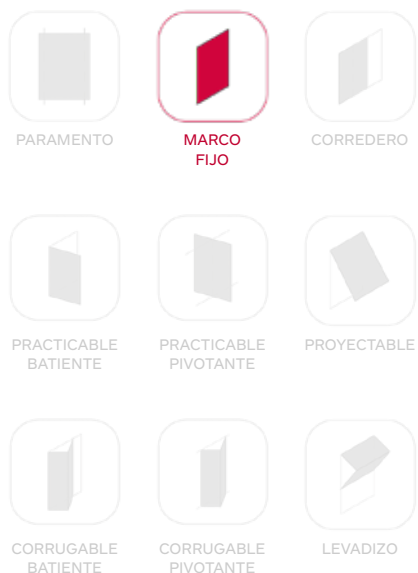 PARAMENTO
MARCO
FIJO
CORREDERO
PRACTICABLE
BATIENTE
PRACTICABLE
PIVOTANTE
PROYECTABLE
CORRUGABLE
BATIENTE
CORRUGABLE
PIVOTANTE
LEVADIZO